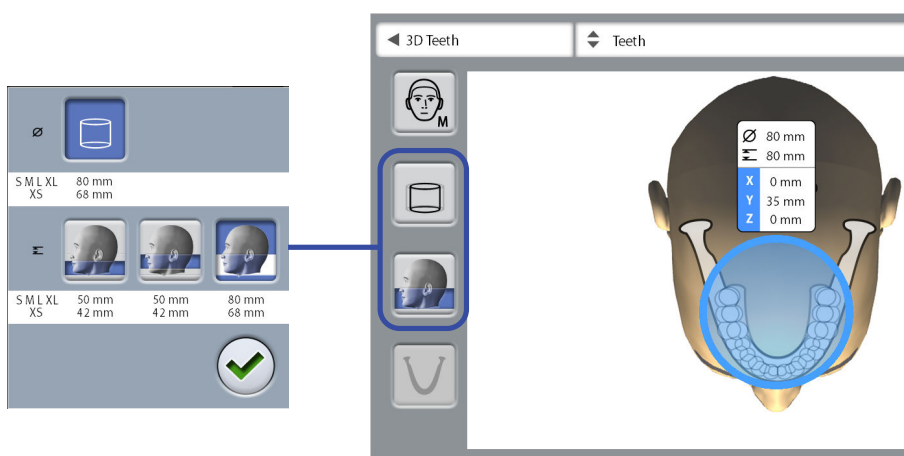 Ø
S M L XL 80 mm
XS 68 mm
S M L XL 50 mm 50 mm 80 mm
XS 42 mm 42 mm 68 mm
3D Teeth
Teeth
M
Ø 80 mm
80 mm
X 0 mm
Y 35 mm
Z 0 mm